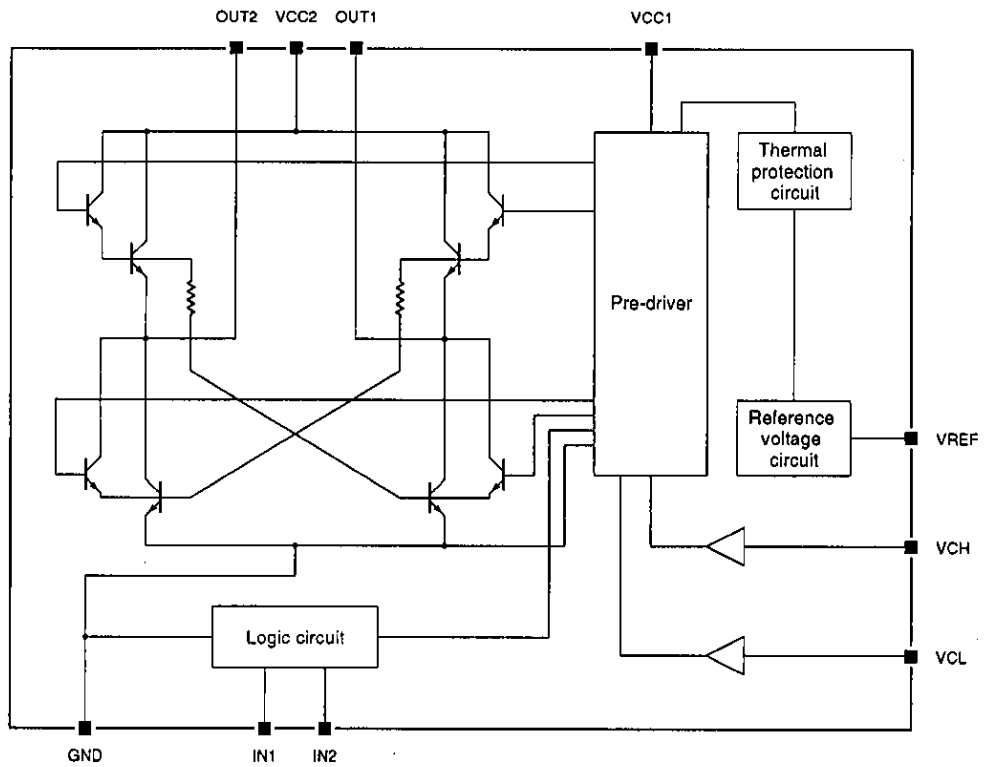 OUT2 VCC2 OUT1 VCC1
Thermal
protection
circuit
Pre-driver
Reference
voltage
circuit
VREF
VCH
Logic circuit
VCL
GND IN1 IN2